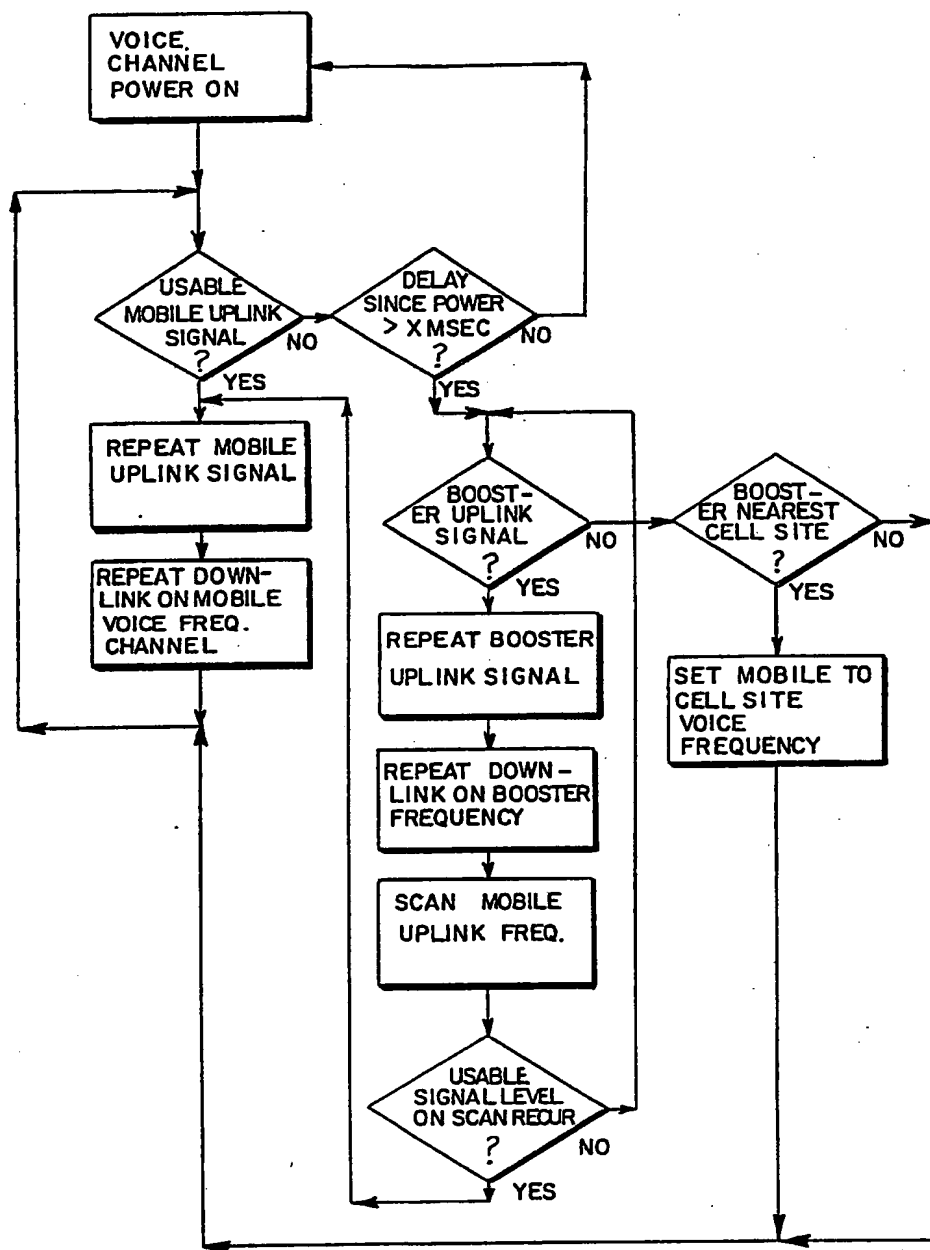 VOICE.
CHANNEL
POWER ON
USABLE
MOBILE UPLINK
SIGNAL
?
NO
YES
DELAY
SINCE POWER
> X MSEC
?
NO
YES
REPEAT MOBILE
UPLINK SIGNAL
REPEAT DOWN-
LINK ON MOBILE
VOICE FREQ.
CHANNEL
BOOST-
ER UPLINK
SIGNAL
?
NO
YES
BOOST-
ER NEAREST
CELL SITE
?
NO
YES
REPEAT BOOSTER
UPLINK SIGNAL
SET MOBILE TO
CELL SITE
VOICE
FREQUENCY
REPEAT DOWN-
LINK ON BOOSTER
FREQUENCY
SCAN MOBILE
UPLINK FREQ.
USABLE
SIGNAL LEVEL
ON SCAN RECUR
?
NO
YES